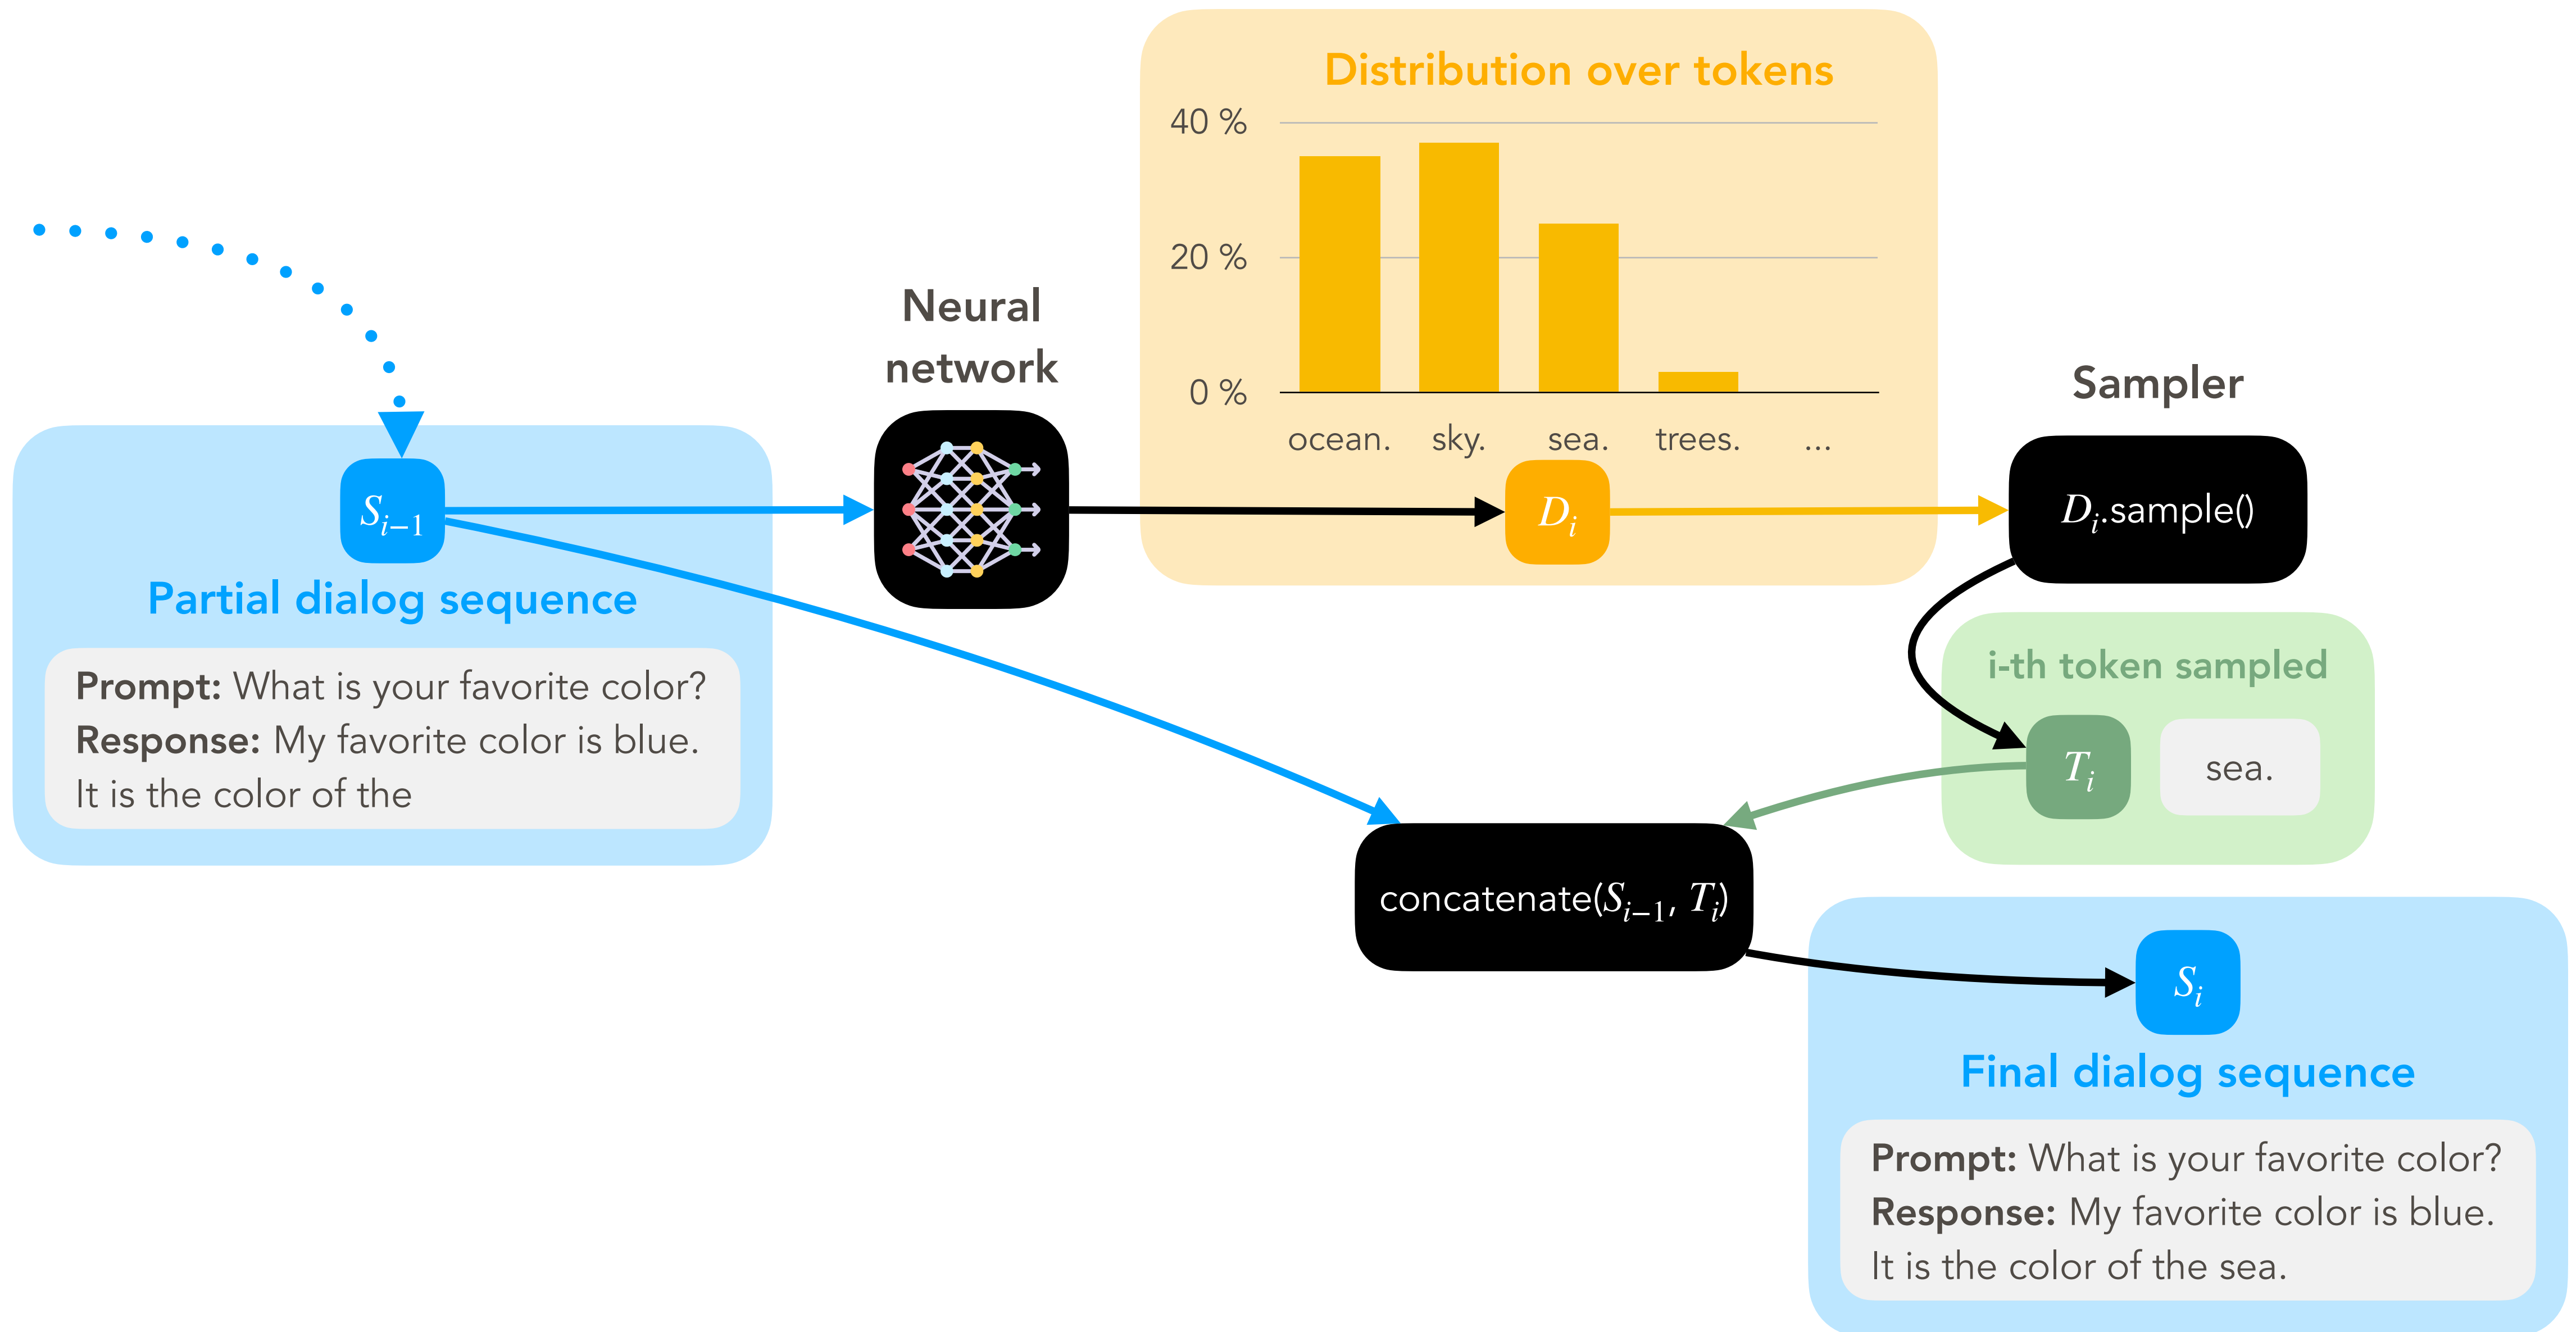 Distribution over tokens
40 %
20 %
0 %
ocean. sky. sea. trees. ...
Neural
network
Sampler
S_{i−1}
D_i
D_i.sample()
Partial dialog sequence
Prompt: What is your favorite color?
Response: My favorite color is blue.
It is the color of the
i-th token sampled
T_i
sea.
concatenate(S_{i−1}, T_i)
S_i
Final dialog sequence
Prompt: What is your favorite color?
Response: My favorite color is blue.
It is the color of the sea.